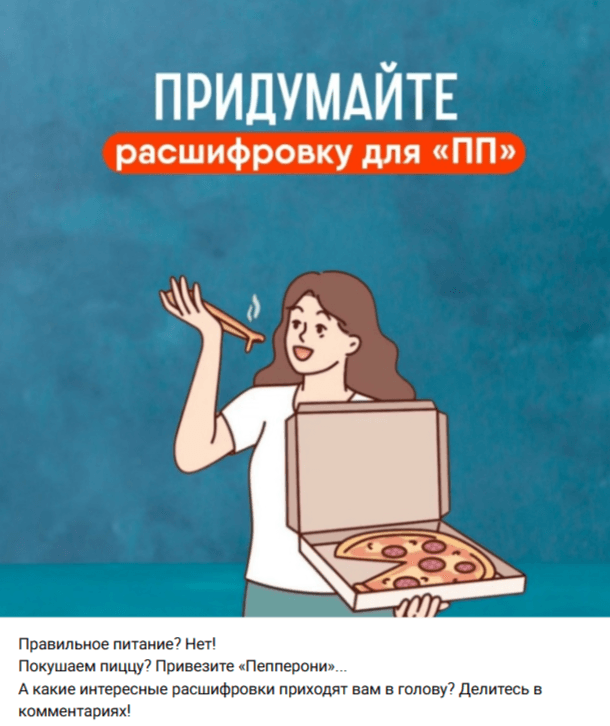 ПРИДУМАЙТЕ
расшифровку для «ПП»
Правильное питание? Нет!
Покушаем пиццу? Привезите «Пепперони»...
А какие интересные расшифровки приходят вам в голову? Делитесь в
комментариях!